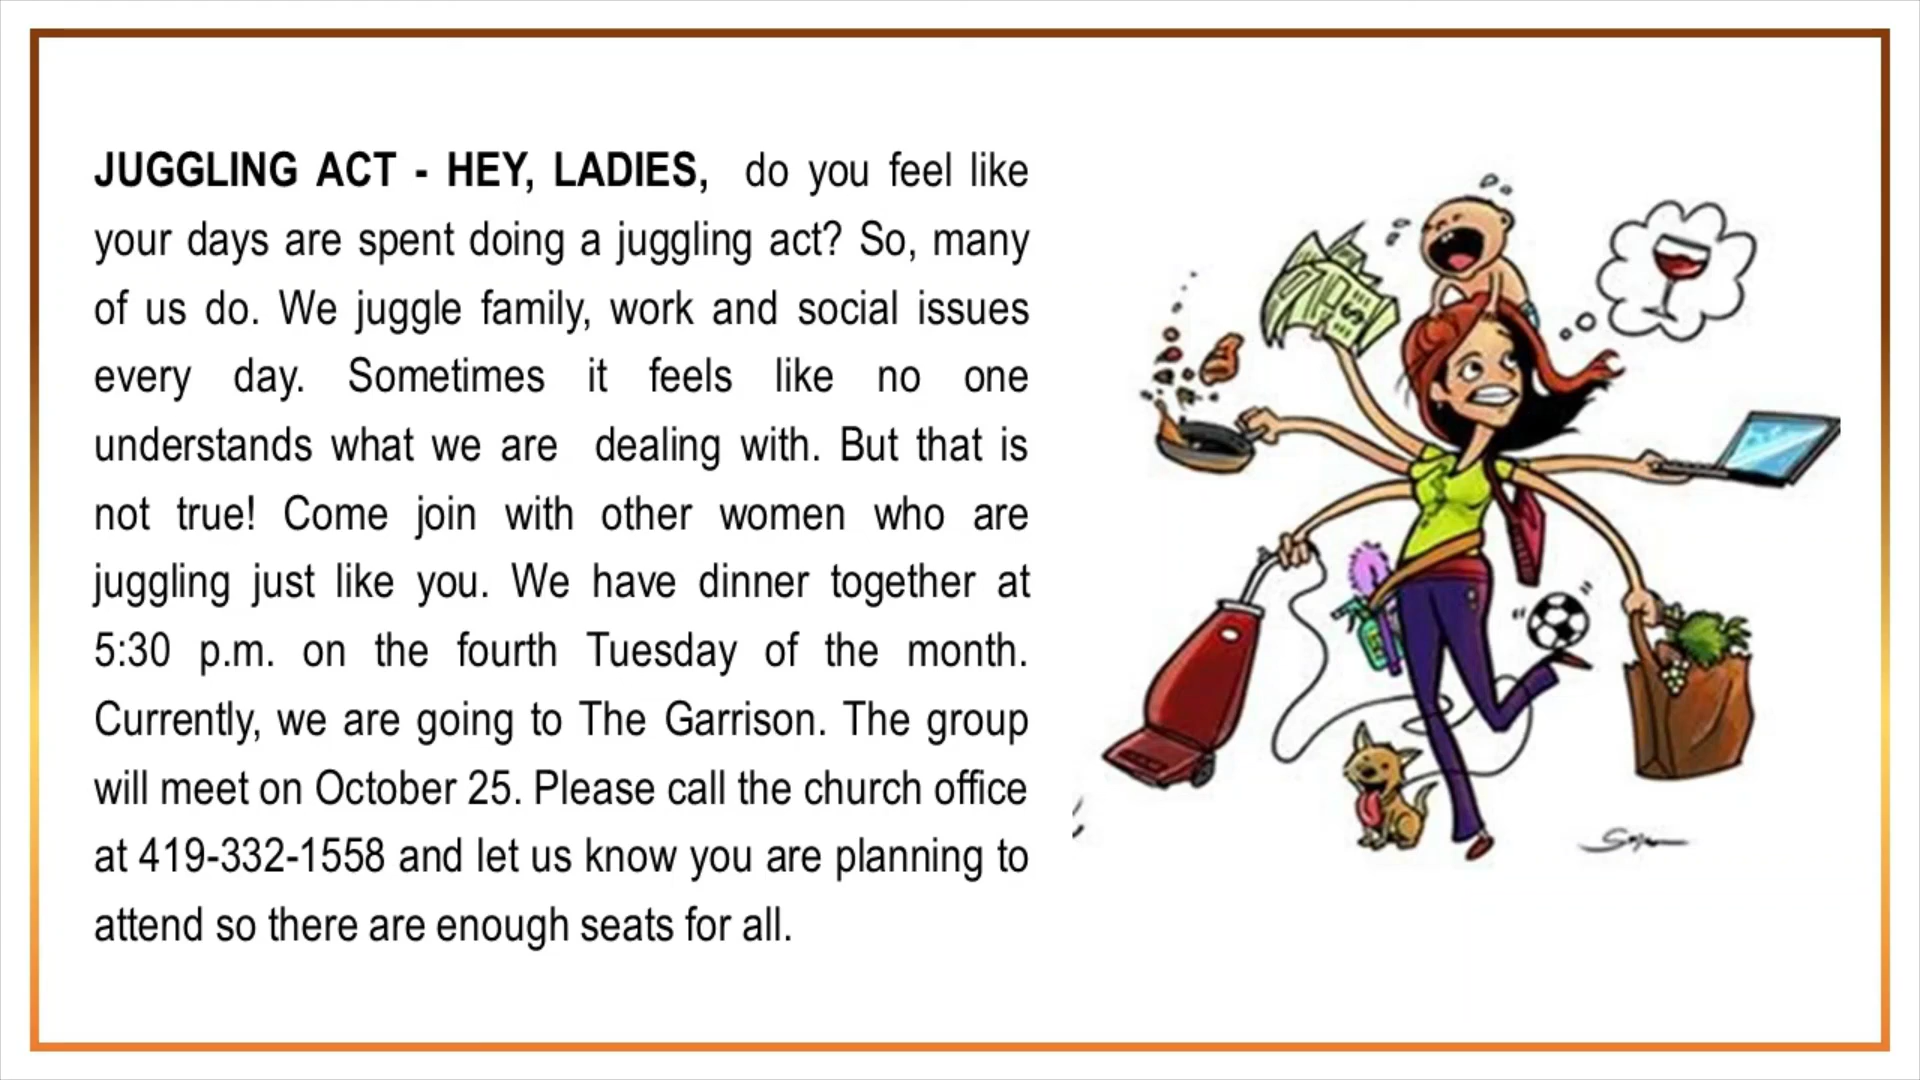 JUGGLING ACT - HEY, LADIES, do you feel like
your days are spent doing a juggling act? So, many
of us do. We juggle family, work and social issues
every day. Sometimes it feels like no one
understands what we are dealing with. But that is
not true! Come join with other women who are
juggling just like you. We have dinner together at
5:30 p.m. on the fourth Tuesday of the month.
Currently, we are going to The Garrison. The group
will meet on October 25. Please call the church office
at 419-332-1558 and let us know you are planning to
attend so there are enough seats for all.